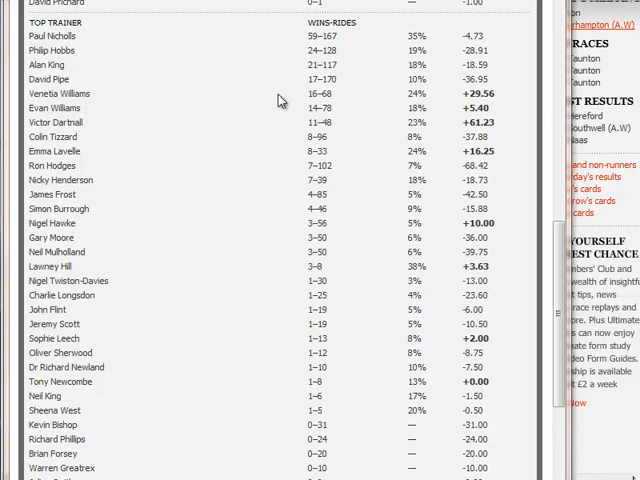 David Prichard 0–1 — -1.00
TOP TRAINER WINS-RIDES
Paul Nicholls 59–167 35% -4.73
Philip Hobbs 24–128 19% -28.91
Alan King 21–117 18% -18.59
David Pipe 17–170 10% -36.95
Venetia Williams 16–68 24% +29.56
Evan Williams 14–78 18% +5.40
Victor Dartnall 11–48 23% +61.23
Colin Tizzard 8–96 8% -37.88
Emma Lavelle 8–33 24% +16.25
Ron Hodges 7–102 7% -68.42
Nicky Henderson 7–39 18% -18.73
James Frost 4–85 5% -42.50
Simon Burrough 4–46 9% -15.88
Nigel Hawke 3–56 5% +10.00
Gary Moore 3–50 6% -36.00
Neil Mulholland 3–50 6% -39.75
Lawney Hill 3–8 38% +3.63
Nigel Twiston-Davies 1–30 3% -13.00
Charlie Longsdon 1–25 4% -23.60
John Flint 1–19 5% -6.00
Jeremy Scott 1–19 5% -10.50
Sophie Leech 1–13 8% +2.00
Oliver Sherwood 1–12 8% -8.75
Dr Richard Newland 1–10 10% -7.50
Tony Newcombe 1–8 13% +0.00
Neil King 1–6 17% -1.50
Sheena West 1–5 20% -0.50
Kevin Bishop 0–31 — -31.00
Richard Phillips 0–24 — -24.00
Brian Forsey 0–20 — -20.00
Warren Greatrex 0–10 — -10.00
on
rhampton (A.W)
RACES
Taunton
Taunton
Taunton
ST RESULTS
Hereford
Southwell (A.W)
Naas
and non-runners
day's results
's cards
row's cards
cards
YOURSELF
EST CHANCE
mbers' Club and
wealth of insightfu
t tips, news
race replays and
ore. Plus Ultimate
s can now enjoy
nate form study
deo Form Guides.
ship is available
t £2 a week
Now